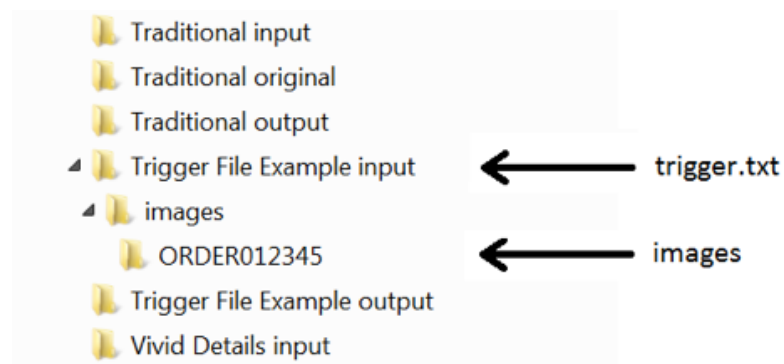 Traditional input
Traditional original
Traditional output
Trigger File Example input trigger.txt
images
ORDER012345 images
Trigger File Example output
Vivid Details input